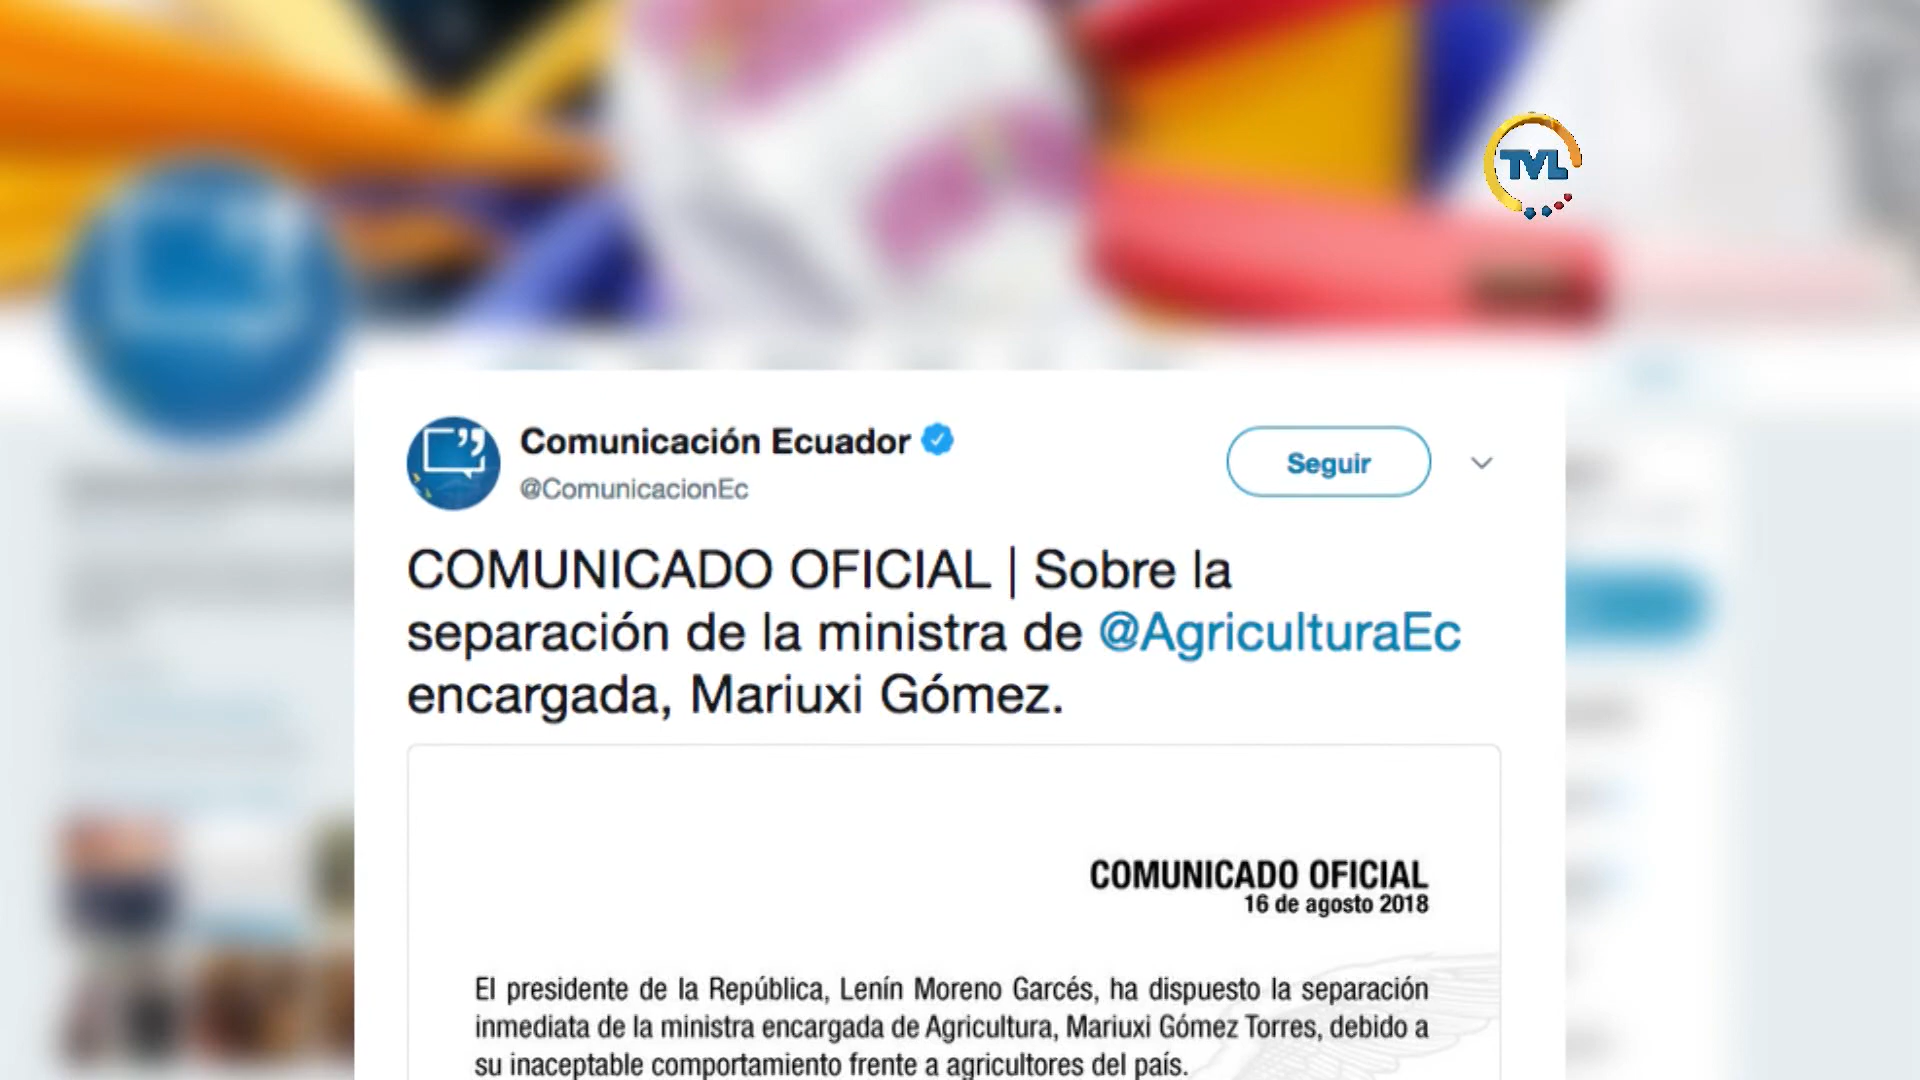 TVL
Comunicación Ecuador
@ComunicacionEc
Seguir
COMUNICADO OFICIAL | Sobre la
separación de la ministra de @AgriculturaEc
encargada, Mariuxi Gómez.
COMUNICADO OFICIAL
16 de agosto 2018
El presidente de la República, Lenín Moreno Garcés, ha dispuesto la separación
inmediata de la ministra encargada de Agricultura, Mariuxi Gómez Torres, debido a
su inaceptable comportamiento frente a agricultores del país.